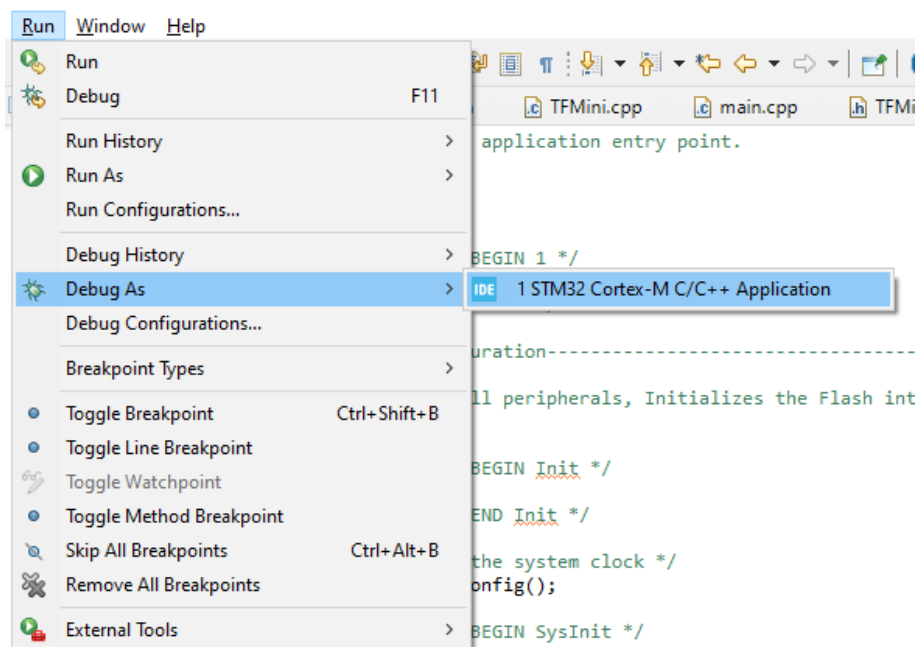 Run Window Help
Run
Debug F11
TFMini.cpp main.cpp TFMi
Run History
application entry point.
Run As
Run Configurations...
Debug History
BEGIN 1 */
Debug As
IDE 1 STM32 Cortex-M C/C++ Application
Debug Configurations...
uration----------------------------------
Breakpoint Types
ll peripherals, Initializes the Flash int
Toggle Breakpoint Ctrl+Shift+B
Toggle Line Breakpoint
BEGIN Init */
Toggle Watchpoint
Toggle Method Breakpoint
END Init */
Skip All Breakpoints Ctrl+Alt+B
the system clock */
Remove All Breakpoints
onfig();
External Tools
BEGIN SysInit */